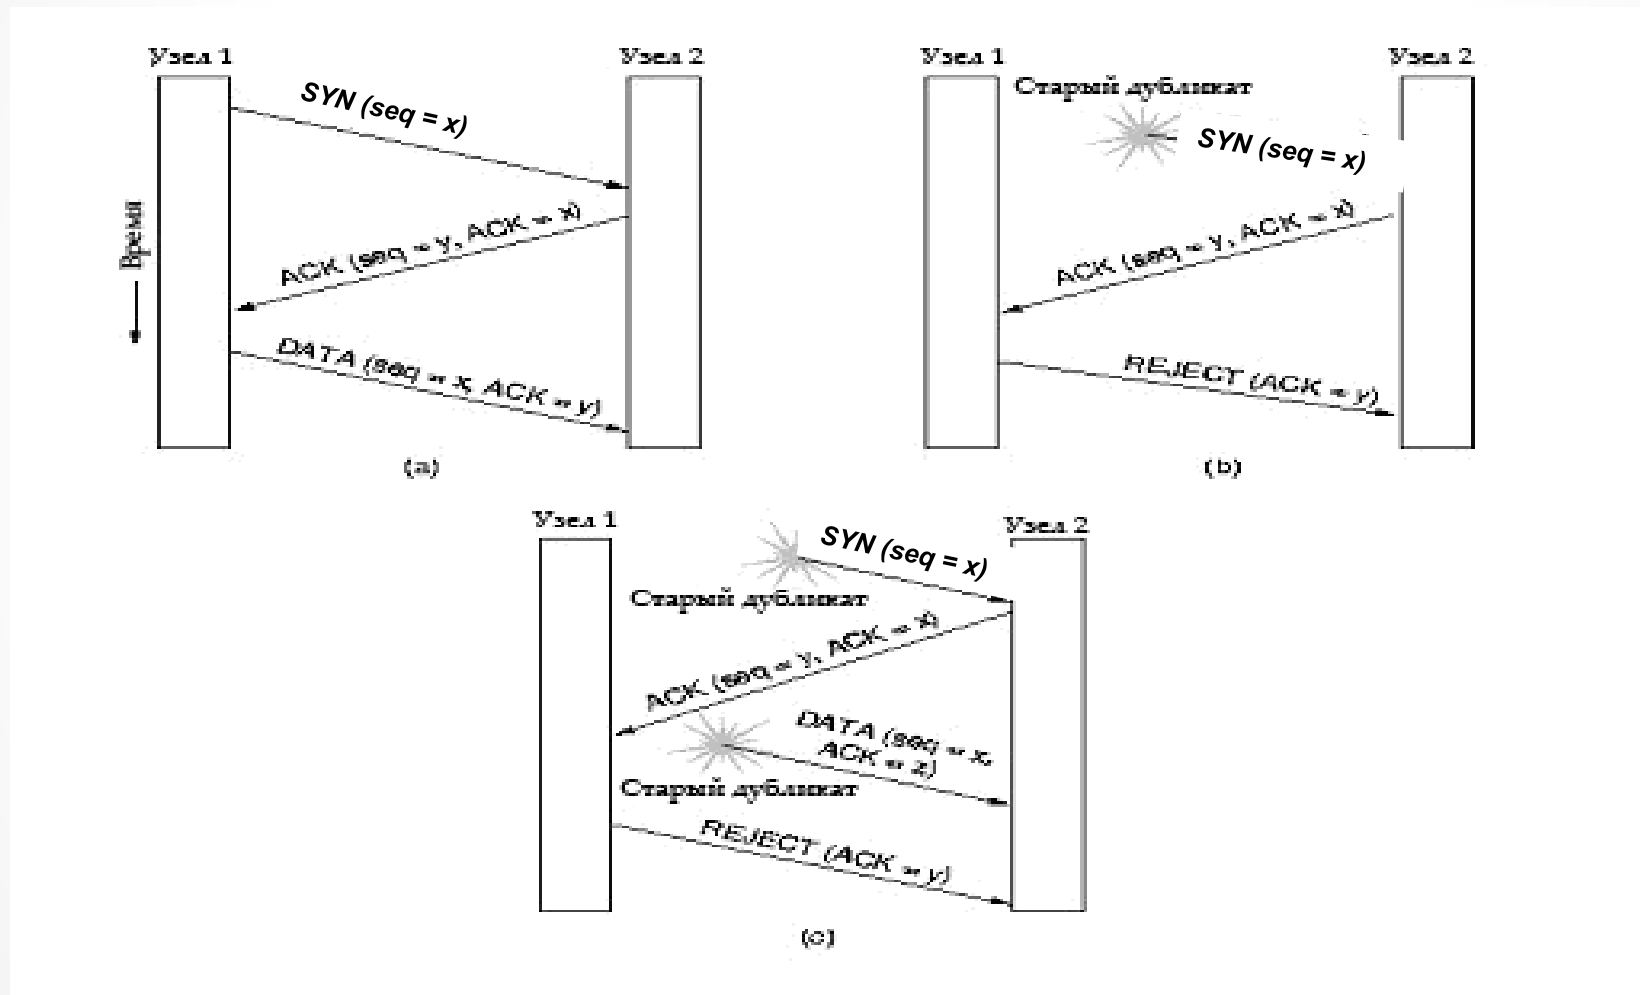 Узел 1
Узел 2
SYN (seq = x)
Время
ACK (seq = y, ACK = x)
DATA (seq = x, ACK = y)
(a)
Узел 1
Узел 2
Старый дубликат
SYN (seq = x)
ACK (seq = y, ACK = x)
REJECT (ACK = y)
(b)
Узел 1
Узел 2
SYN (seq = x)
Старый дубликат
ACK (seq = y, ACK = x)
DATA (seq = x,
ACK = z)
Старый дубликат
REJECT (ACK = y)
(c)